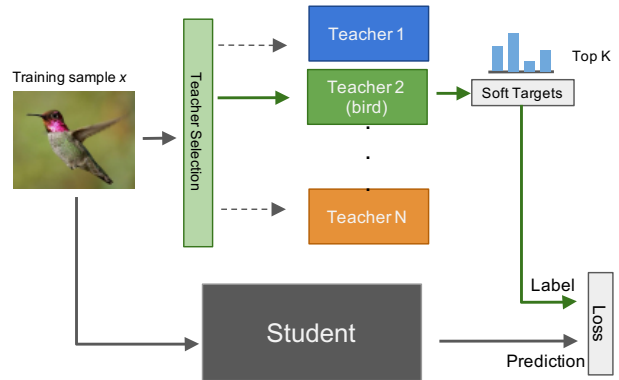 Training sample x
Teacher Selection
Teacher 1
Teacher 2
(bird)
Teacher N
Top K
Soft Targets
Student
Label
Prediction
Loss